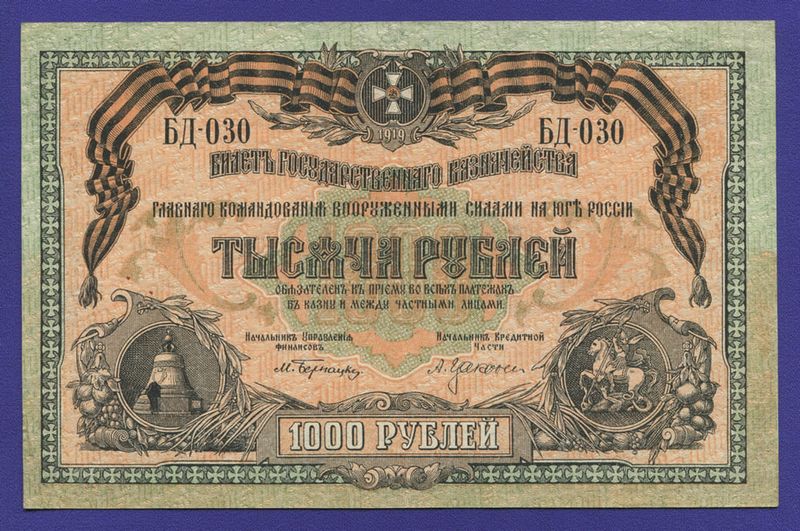 1919
БД-030 БД-030
Билетъ Государственнаго Казначейства
Главнаго Командованія Вооруженными Силами на Югѣ Россіи
ТЫСЯЧА РУБЛЕЙ
Обязателенъ къ пріему во всѣхъ платежахъ
въ казну и между частными лицами.
Начальникъ Управленія
Финансовъ
Начальникъ Кредитной
Части
1000 РУБЛЕЙ